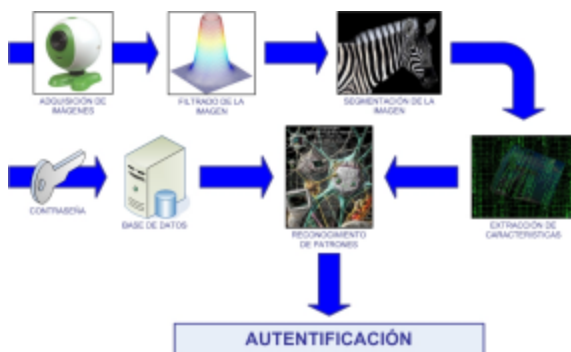 ADQUISICIÓN DE
IMÁGENES
FILTRADO DE LA
IMAGEN
SEGMENTACIÓN DE LA
IMAGEN
CONTRASEÑA
BASE DE DATOS
RECONOCIMIENTO
DE PATRONES
EXTRACCIÓN DE
CARACTERISTICAS
AUTENTIFICACIÓN